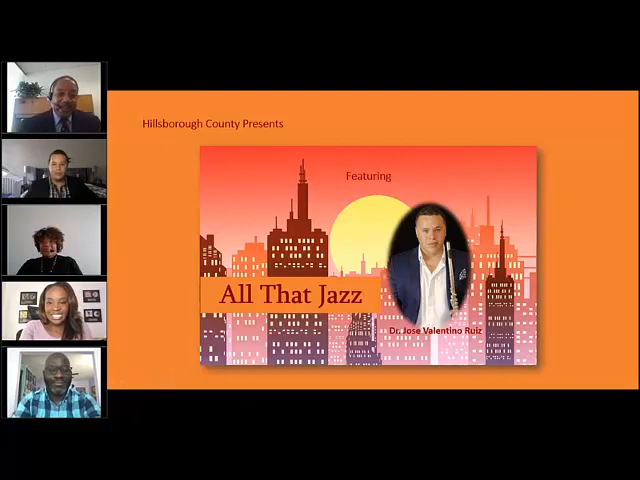 Hillsborough County Presents
Featuring
All That Jazz
Dr. Jose Valentino Ruiz